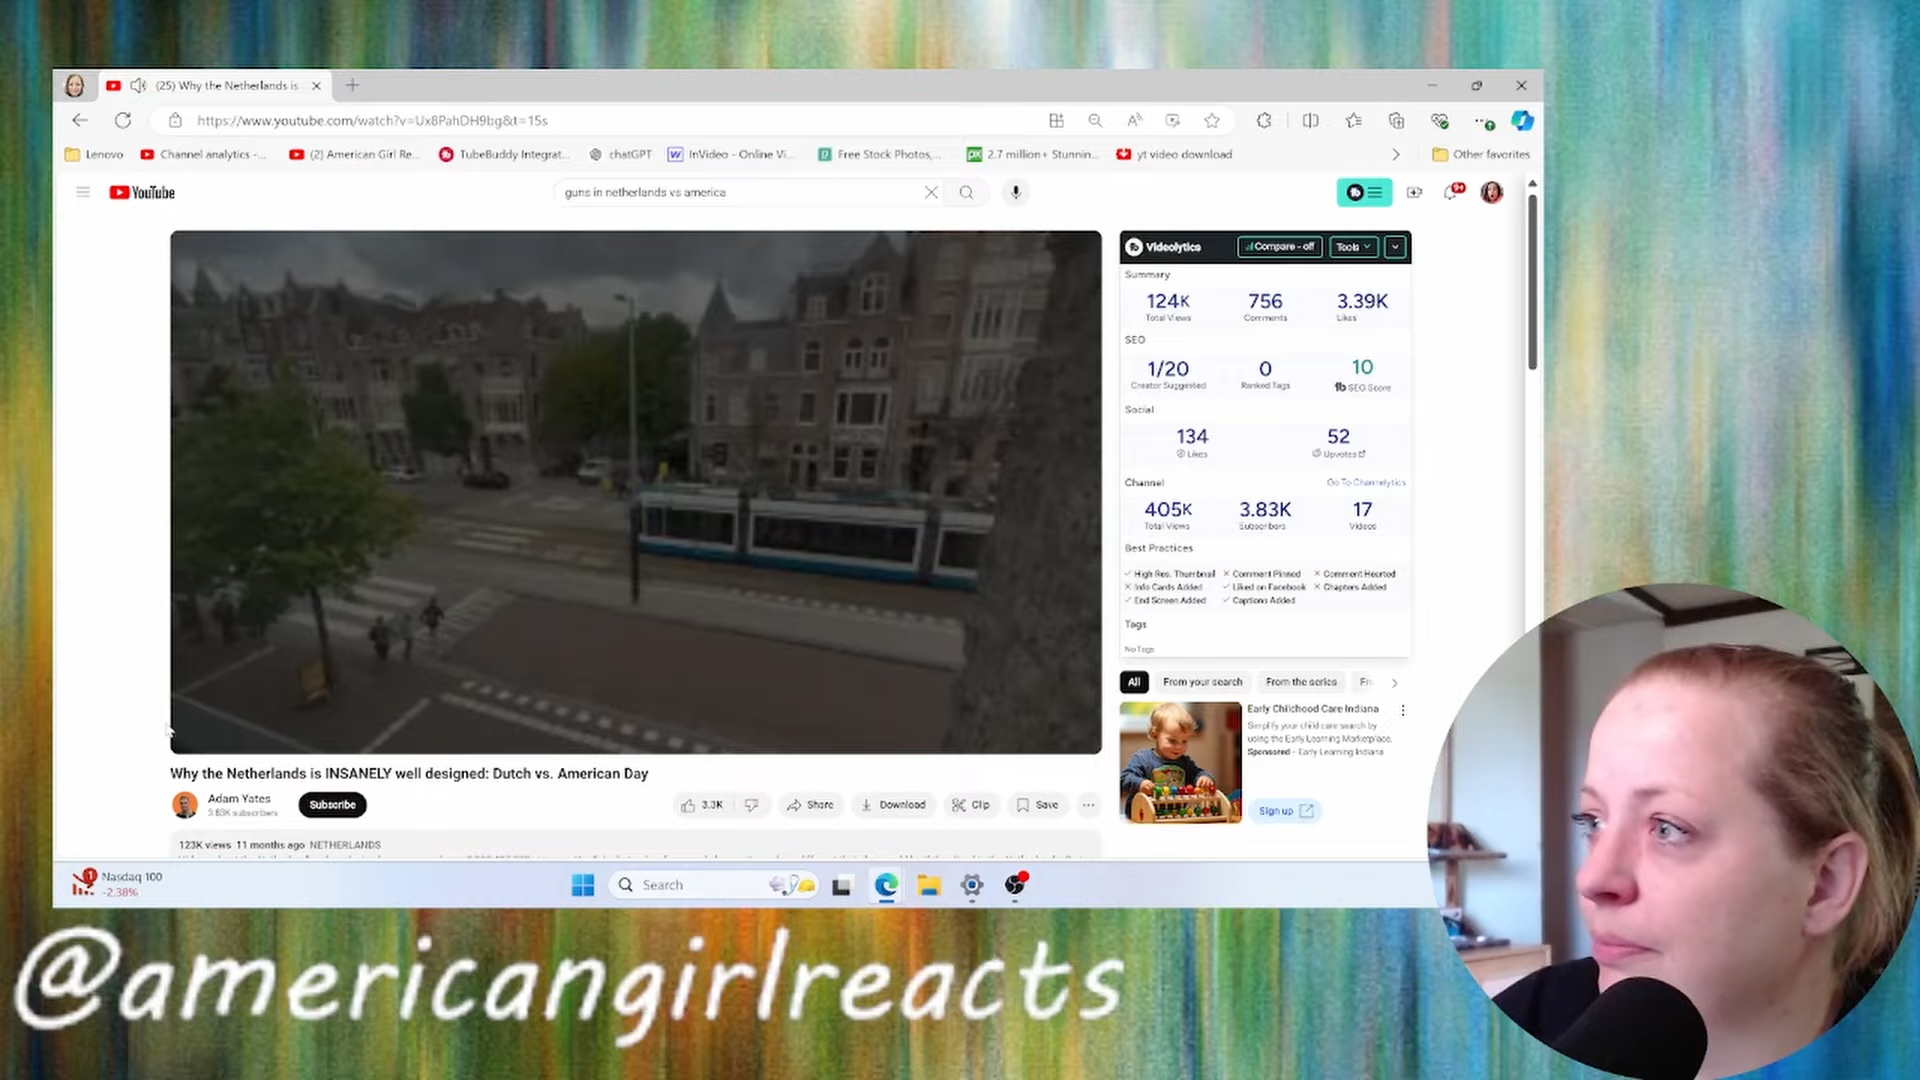 (25) Why the Netherlands is
https://www.youtube.com/watch?v=Ux8PahDH9bg&t=15s
Lenovo
Channel analytics -...
(2) American Girl Re...
TubeBuddy Integrat...
chatGPT
InVideo - Online Vi...
Free Stock Photos,...
2.7 million+ Stunnin...
yt video download
Other favorites
YouTube
guns in netherlands vs america
9+
Videolytics
Compare - off
Tools
Summary
124K
756
3.39K
Total Views
Comments
Likes
SEO
1/20
0
10
Creator Suggested
Ranked Tags
tb SEO Score
Social
134
52
Likes
Upvotes
Channel
Go To Channelytics
405K
3.83K
17
Total Views
Subscribers
Videos
Best Practices
High Res. Thumbnail
Comment Pinned
Comment Hearted
Info Cards Added
Liked on Facebook
Chapters Added
End Screen Added
Captions Added
Tags
No Tags
All
From your search
From the series
Early Childhood Care Indiana
Simplify your child care search by
using the Early Learning Marketplace.
Sponsored - Early Learning Indiana
Sign up
Why the Netherlands is INSANELY well designed: Dutch vs. American Day
Adam Yates
3.83K subscribers
Subscribe
3.3K
Share
Download
Clip
Save
123K views 11 months ago NETHERLANDS
1
Nasdaq 100
-2.38%
Search
@americangirlreacts